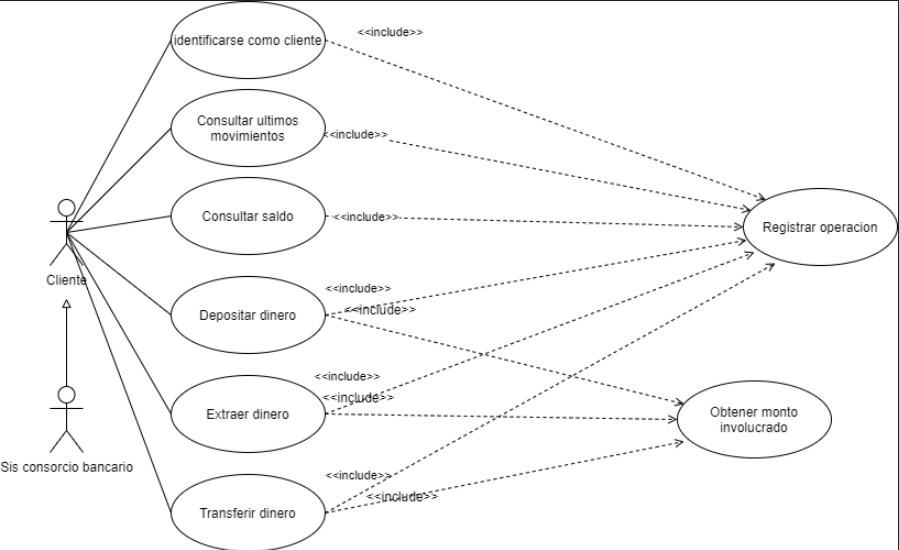 identificarse como cliente
<<include>>
Consultar ultimos
movimientos
<<include>>
Consultar saldo
<<include>>
Registrar operacion
Cliente
Depositar dinero
<<include>>
<<include>>
Extraer dinero
<<include>>
<<include>>
Obtener monto
involucrado
Sis consorcio bancario
Transferir dinero
<<include>>
<<include>>